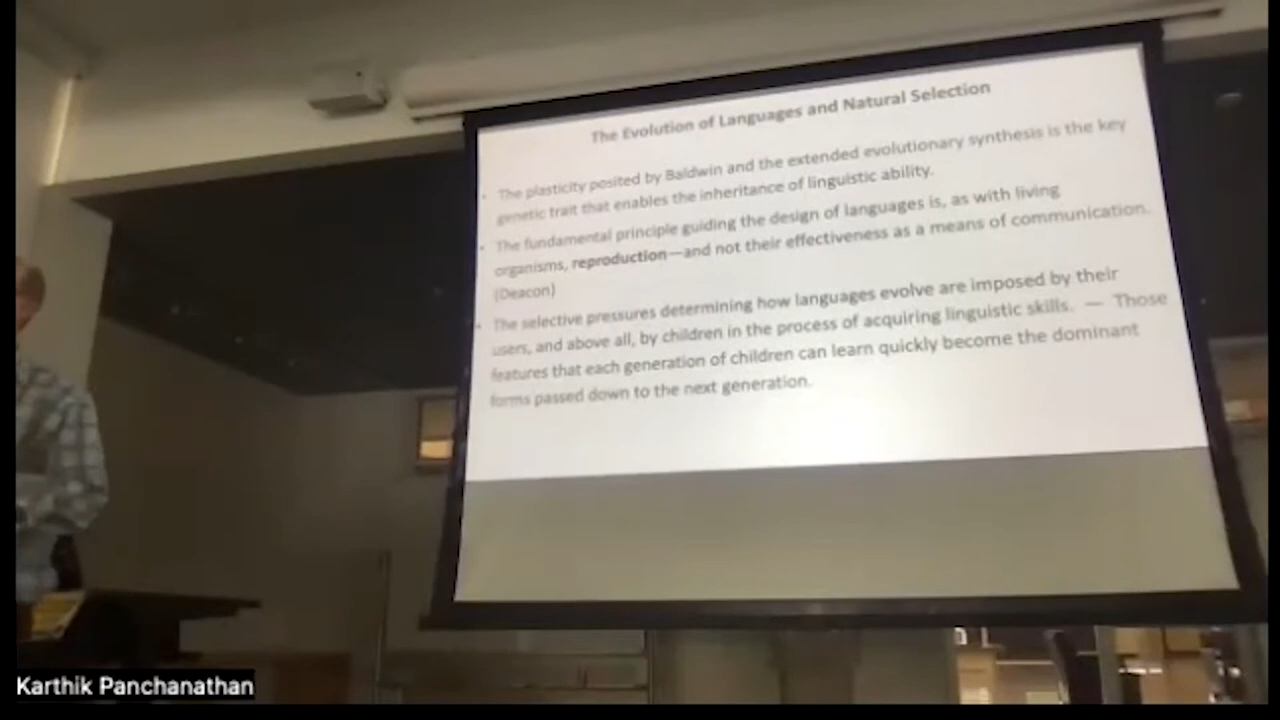 The Evolution of Languages and Natural Selection
• The plasticity posited by Baldwin and the extended evolutionary synthesis is the key
genetic trait that enables the inheritance of linguistic ability.
• The fundamental principle guiding the design of languages is, as with living
organisms, reproduction—and not their effectiveness as a means of communication.
(Deacon)
• The selective pressures determining how languages evolve are imposed by their
users, and above all, by children in the process of acquiring linguistic skills. — Those
features that each generation of children can learn quickly become the dominant
forms passed down to the next generation.
Karthik Panchanathan